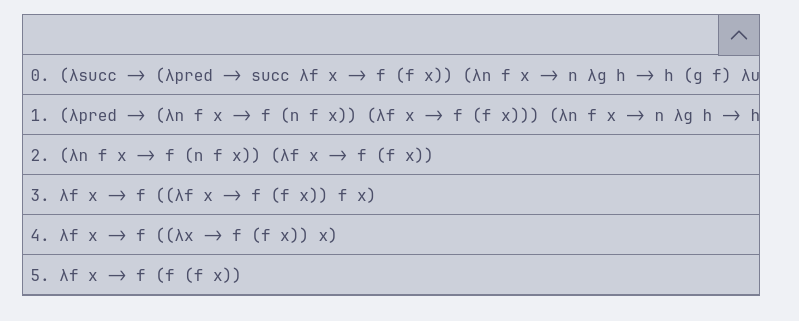 0. (λsucc → (λpred → succ λf x → f (f x)) (λn f x → n λg h → h (g f) λu
1. (λpred → (λn f x → f (n f x)) (λf x → f (f x))) (λn f x → n λg h → h
2. (λn f x → f (n f x)) (λf x → f (f x))
3. λf x → f ((λf x → f (f x)) f x)
4. λf x → f ((λx → f (f x)) x)
5. λf x → f (f (f x))